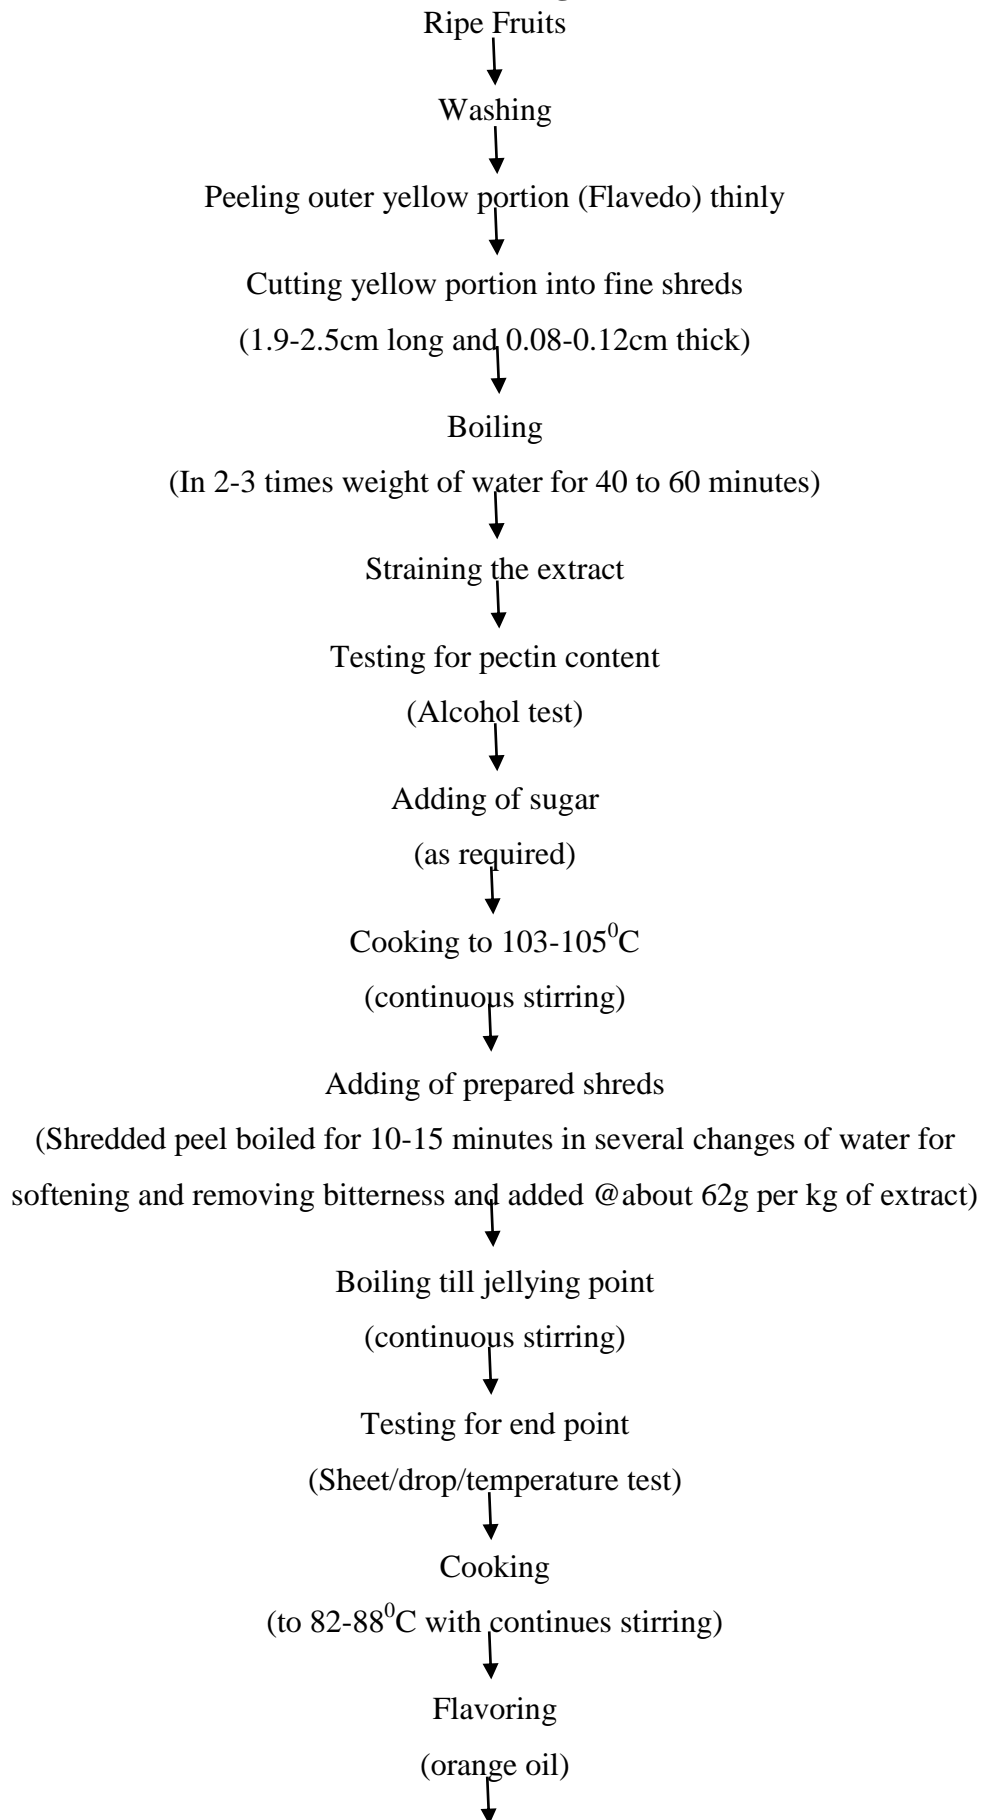 Ripe Fruits
Washing
Peeling outer yellow portion (Flavedo) thinly
Cutting yellow portion into fine shreds
(1.9-2.5cm long and 0.08-0.12cm thick)
Boiling
(In 2-3 times weight of water for 40 to 60 minutes)
Straining the extract
Testing for pectin content
(Alcohol test)
Adding of sugar
(as required)
Cooking to 103-105⁰C
(continuous stirring)
Adding of prepared shreds
(Shredded peel boiled for 10-15 minutes in several changes of water for
softening and removing bitterness and added @about 62g per kg of extract)
Boiling till jellying point
(continuous stirring)
Testing for end point
(Sheet/drop/temperature test)
Cooking
(to 82-88⁰C with continues stirring)
Flavoring
(orange oil)